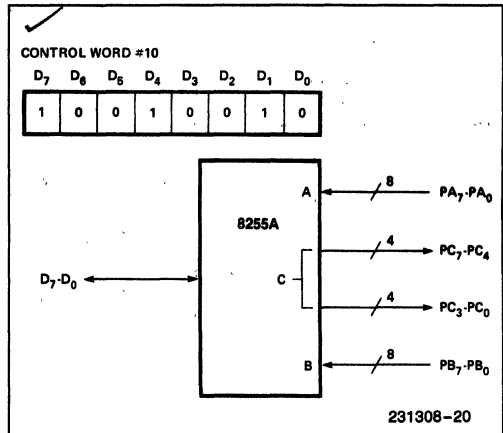 CONTROL WORD #10
D7 D6 D5 D4 D3 D2 D1 D0
1 0 0 1 0 0 1 0
8255A
A
8
PA7-PA0
4
PC7-PC4
D7-D0
C
4
PC3-PC0
B
8
PB7-PB0
231308-20